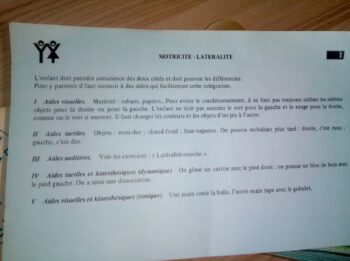 MOTRICITE : LATERALITE
L'enfant doit prendre conscience des deux côtés et doit pouvoir les différencier.
Pour y parvenir il faut recourir à des aides qui faciliteront cette intégration.
I Aides visuelles. Matériel : rubans, papiers.. Pour éviter le conditionnement, il ne faut pas toujours utiliser les mêmes
objets pour la droite ou pour la gauche. L'enfant ne doit pas associer le vert pour la gauche et le rouge pour la droite,
comme on le voit si souvent. Il faut changer les couleurs et les objets d'un jeu à l'autre.
II Aides tactiles. Objets : mou-dur ; chaud-froid ; lisse-rugueux. On pourra verbaliser plus tard : droite, c'est mou,
gauche, c'est dur.
III Aides auditives. Voir les exercices : « Latéralité-marche ».
IV Aides tactiles et kinesthésiques (dynamique) On glisse un carton avec le pied droit ; on pousse un bloc de bois avec
le pied gauche. On a ainsi une dissociation.
V Aides visuelles et kinesthésiques (tonique) Une main roule la balle, l'autre main tape avec le gobelet.